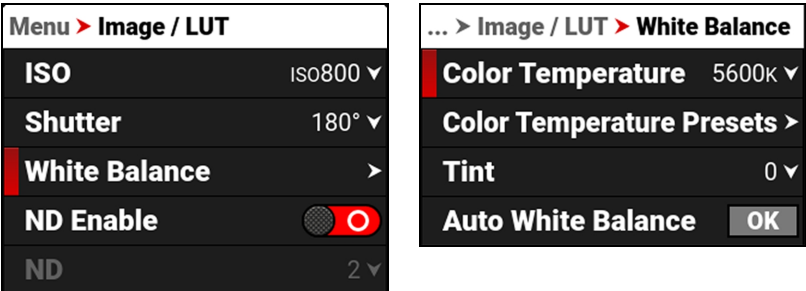 Menu > Image / LUT
ISO ISO800
Shutter 180°
White Balance >
ND Enable
ND 2
... > Image / LUT > White Balance
Color Temperature 5600K
Color Temperature Presets >
Tint 0
Auto White Balance OK